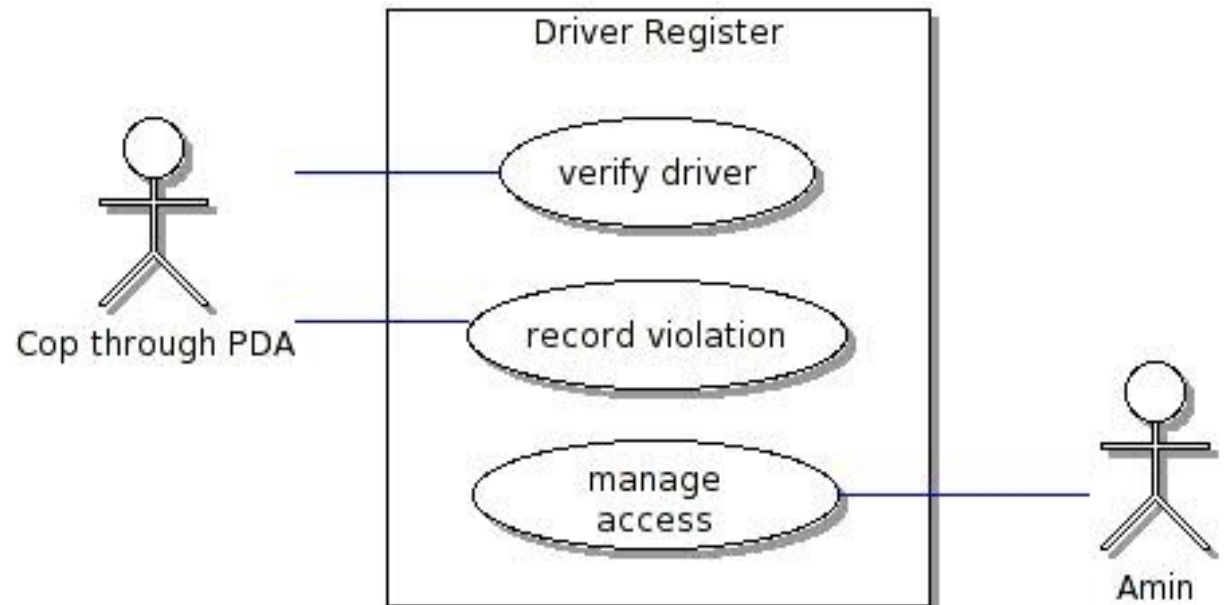 Driver Register
verify driver
Cop through PDA
record violation
manage
access
Amin